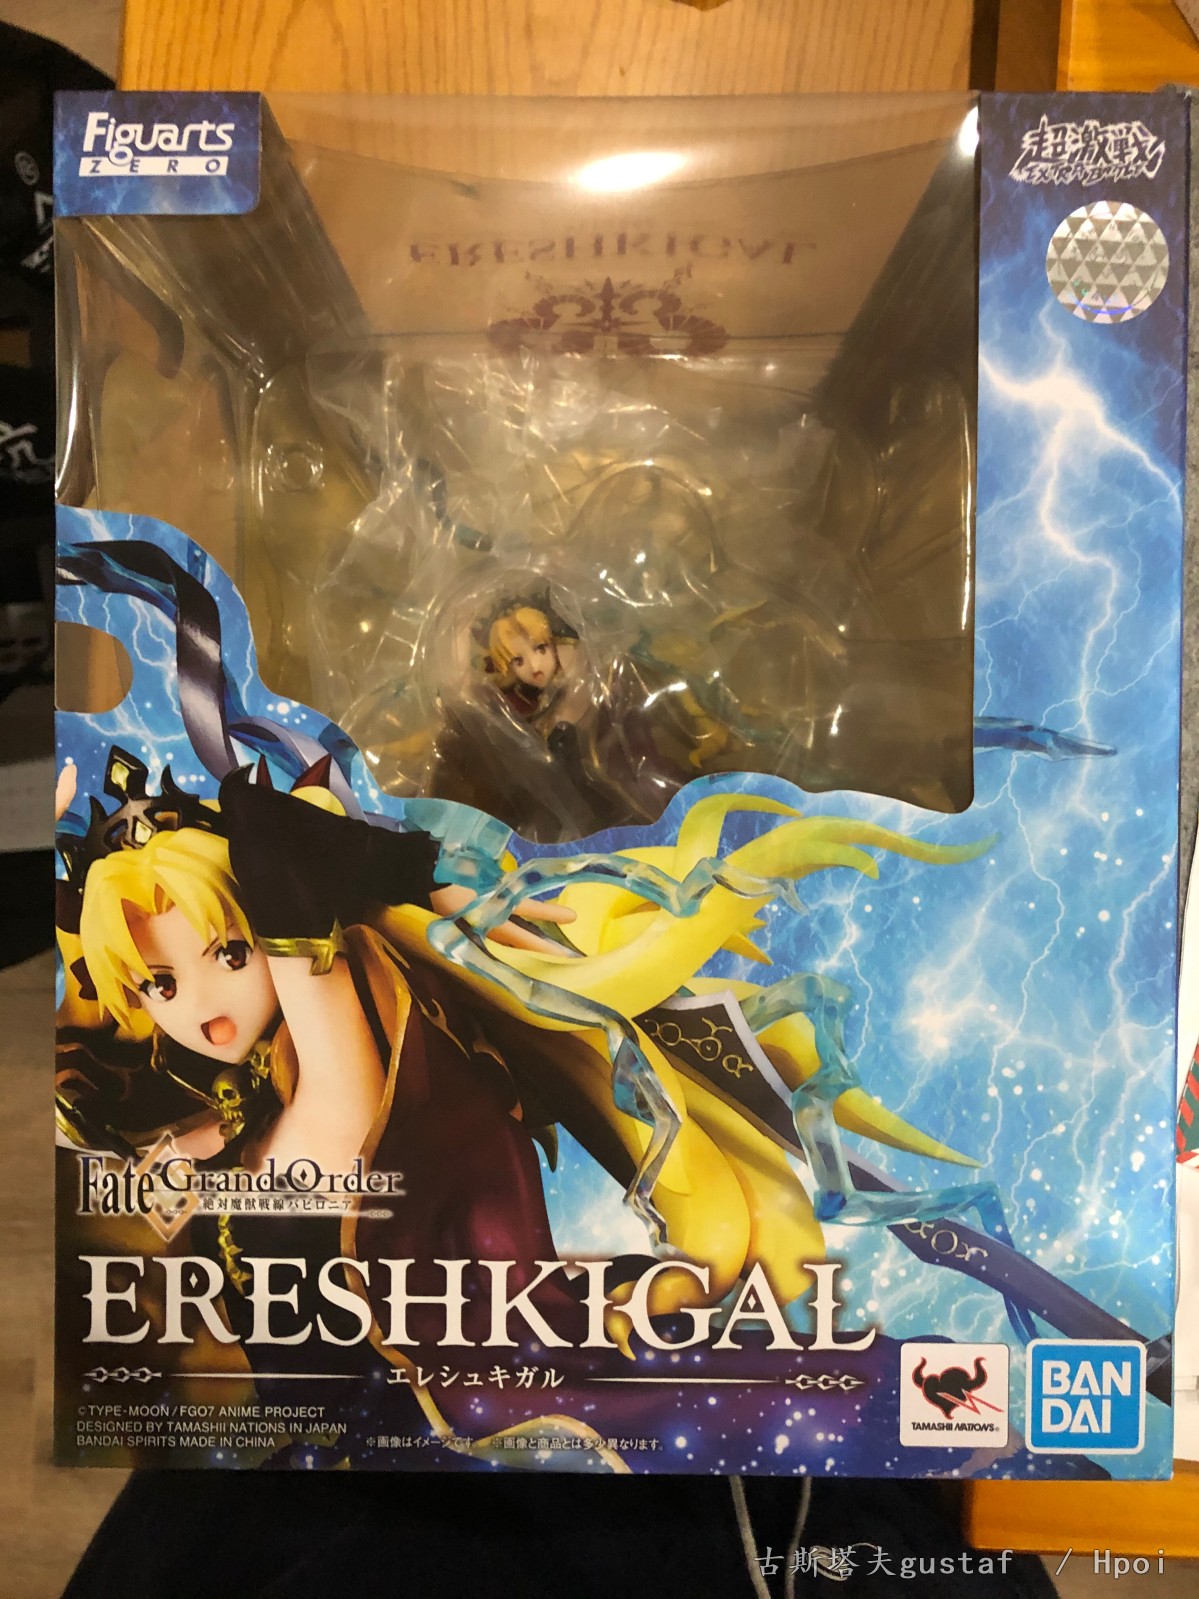 Figuarts
ZERO
超激戦
EXTRA BATTLE
ERESHKIGAL
Fate/Grand Order
絶対魔獣戦線バビロニア
ERESHKIGAL
エレシュキガル
©TYPE-MOON / FGO7 ANIME PROJECT
DESIGNED BY TAMASHII NATIONS IN JAPAN
BANDAI SPIRITS MADE IN CHINA
※画像はイメージです。 ※画像と商品とは多少異なります。
TAMASHII NATIONS®
BAN
DAI
古斯塔夫gustaf / Hpoi